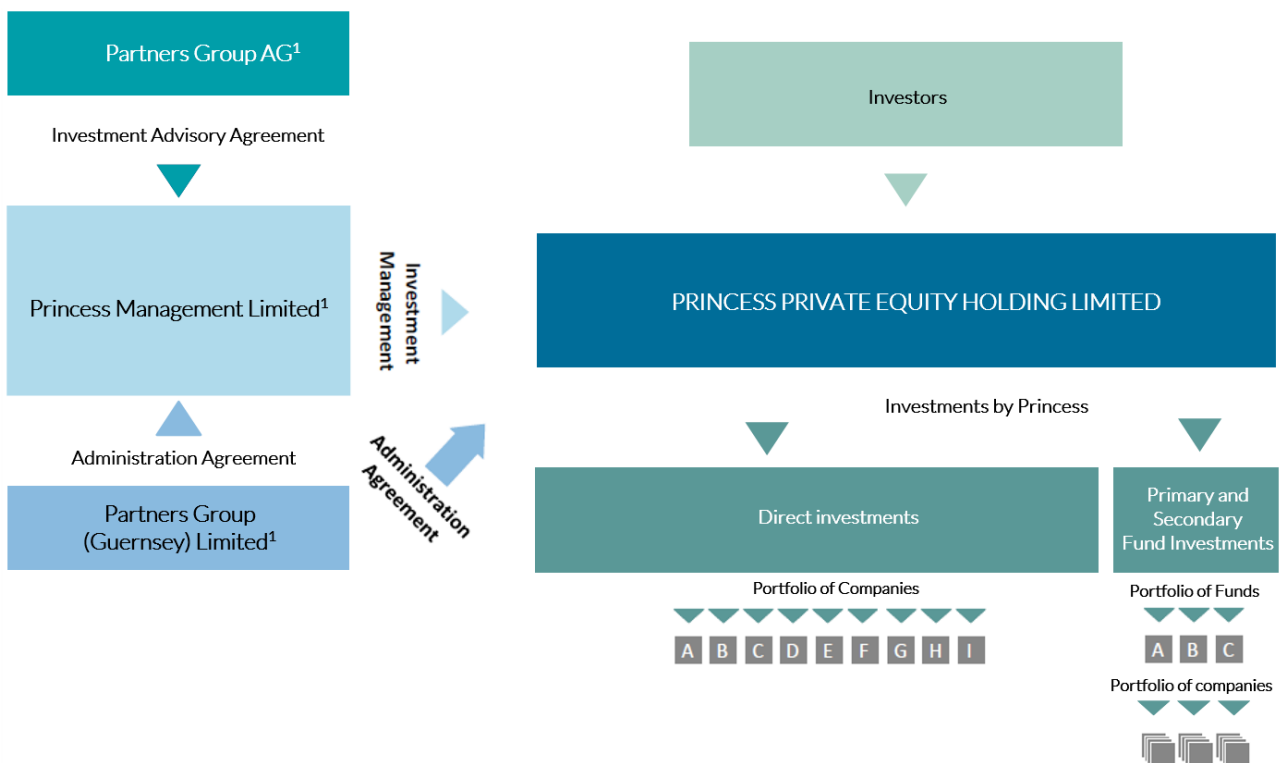 Partners Group AG¹
Investment Advisory Agreement
Princess Management Limited¹
Administration Agreement
Partners Group
(Guernsey) Limited¹
Investment
Management
Administration
Agreement
Investors
PRINCESS PRIVATE EQUITY HOLDING LIMITED
Investments by Princess
Direct investments
Portfolio of Companies
A B C D E F G H I
Primary and
Secondary
Fund Investments
Portfolio of Funds
A B C
Portfolio of companies